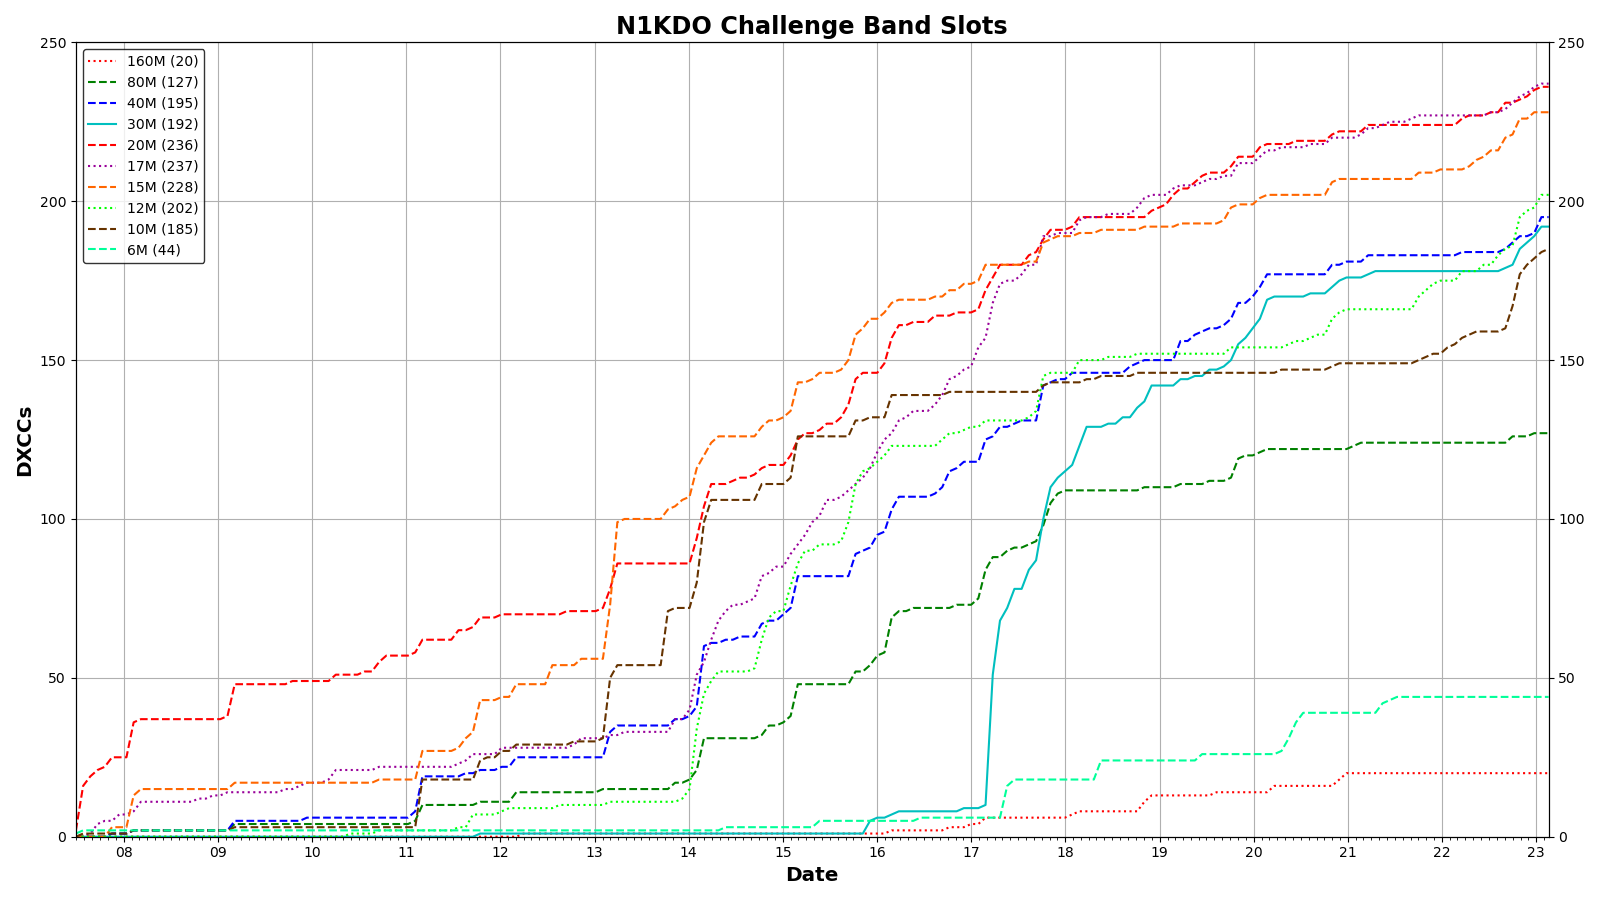 N1KDO Challenge Band Slots
250
200
150
100
50
0
DXCCs
160M (20)
80M (127)
40M (195)
30M (192)
20M (236)
17M (237)
15M (228)
12M (202)
10M (185)
6M (44)
250
200
150
100
50
0
08 09 10 11 12 13 14 15 16 17 18 19 20 21 22 23
Date